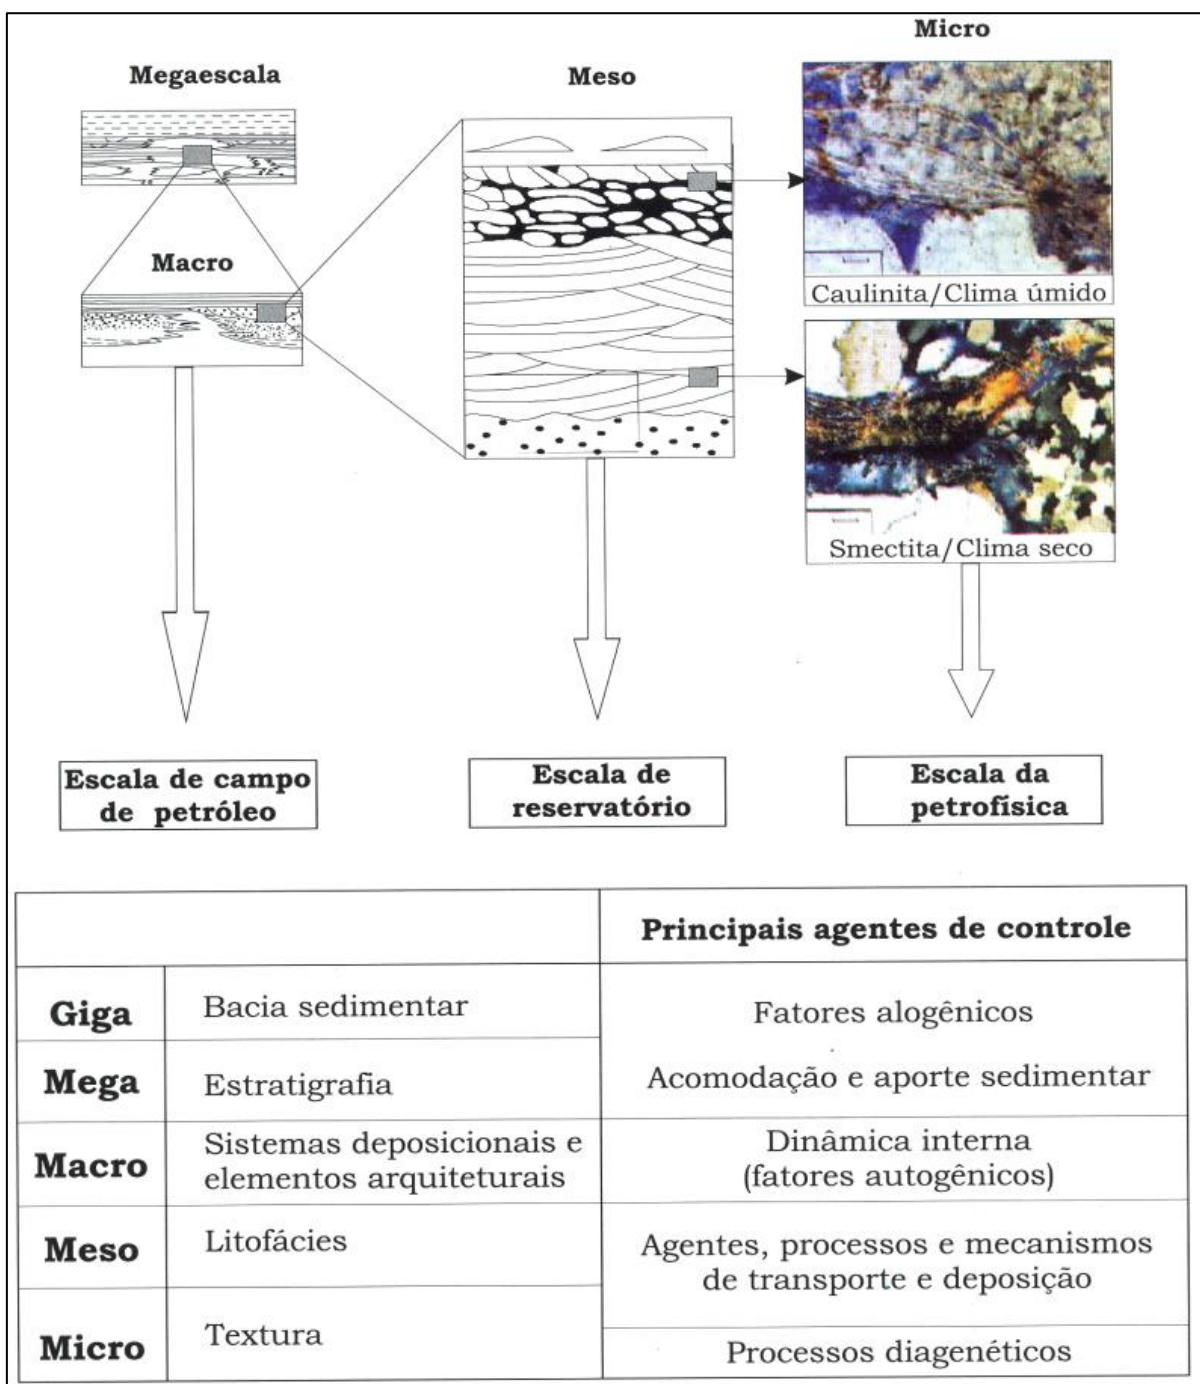 Micro
Megaescala
Meso
Macro
Caulinita/Clima úmido
Smectita/Clima seco
Escala de campo
de petróleo
Escala de
reservatório
Escala da
petrofísica
Principais agentes de controle
Giga
Bacia sedimentar
Fatores alogênicos
Mega
Estratigrafia
Acomodação e aporte sedimentar
Macro
Sistemas deposicionais e
elementos arquiteturais
Dinâmica interna
(fatores autogênicos)
Meso
Litofácies
Agentes, processos e mecanismos
de transporte e deposição
Micro
Textura
Processos diagenéticos